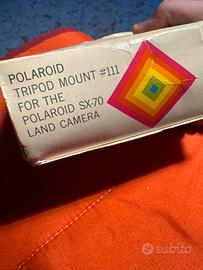 POLAROID
TRIPOD MOUNT #111
FOR THE
POLAROID SX-70
LAND CAMERA
subito